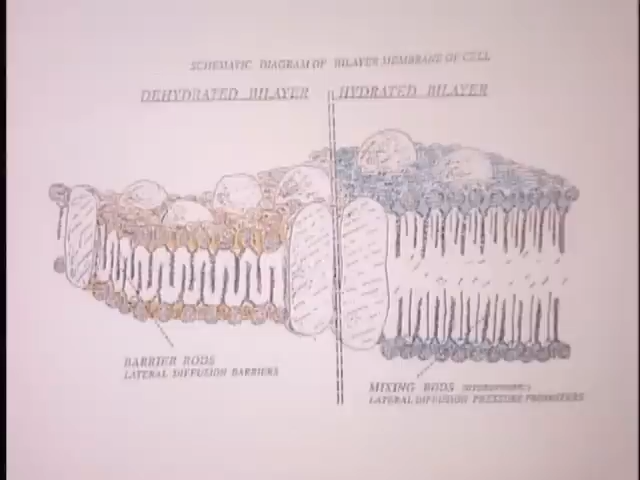 SCHEMATIC DIAGRAM OF BILAYER MEMBRANE OF CELL
DEHYDRATED BILAYER
HYDRATED BILAYER
BARRIER RODS
LATERAL DIFFUSION BARRIERS
MIXING RODS
LATERAL DIFFUSION PRESSURE PROMOTERS